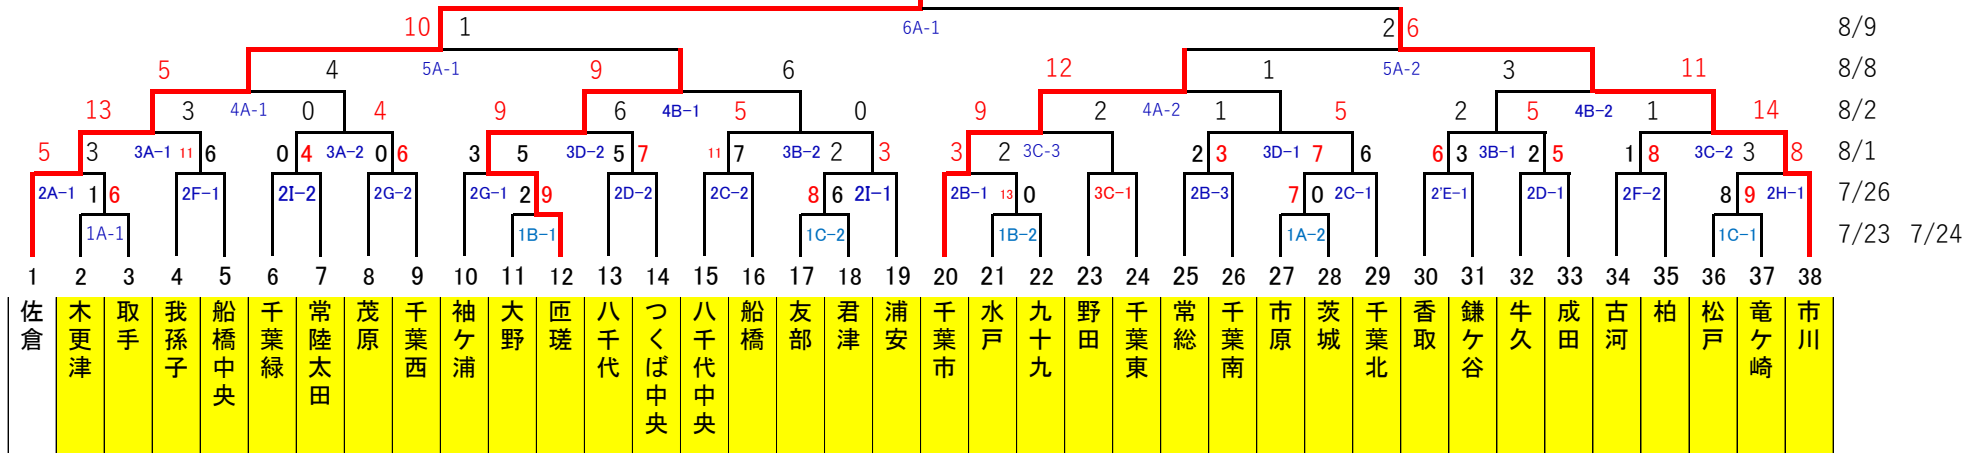 10 1 6A-1 2 6 8/9
5 4 5A-1 9 6 12 1 5A-2 3 11 8/8
13 3 4A-1 0 4 9 6 4B-1 5 0 9 2 4A-2 1 5 2 5 4B-2 1 14 8/2
5 3 3A-1 11 6 0 4 3A-2 0 6 3 5 3D-2 5 7 11 7 3B-2 2 3 3 2 3C-3 2 3 3D-1 7 6 6 3 3B-1 2 5 1 8 3C-2 3 8 8/1
2A-1 1 6 2F-1 2I-2 2G-2 2G-1 2 9 2D-2 2C-2 8 6 2I-1 2B-1 13 0 3C-1 2B-3 7 0 2C-1 2'E-1 2D-1 2F-2 8 9 2H-1 7/26
1A-1 1B-1 1C-2 1B-2 1A-2 1C-1 7/23 7/24
1 2 3 4 5 6 7 8 9 10 11 12 13 14 15 16 17 18 19 20 21 22 23 24 25 26 27 28 29 30 31 32 33 34 35 36 37 38
佐倉
木更津
取手
我孫子
船橋中央
千葉緑
常陸太田
茂原
千葉西
袖ケ浦
大野
匝瑳
八千代
つくば中央
八千代中央
船橋
友部
君津
浦安
千葉市
水戸
九十九
野田
千葉東
常総
千葉南
市原
茨城
千葉北
香取
鎌ケ谷
牛久
成田
古河
柏
松戸
竜ケ崎
市川